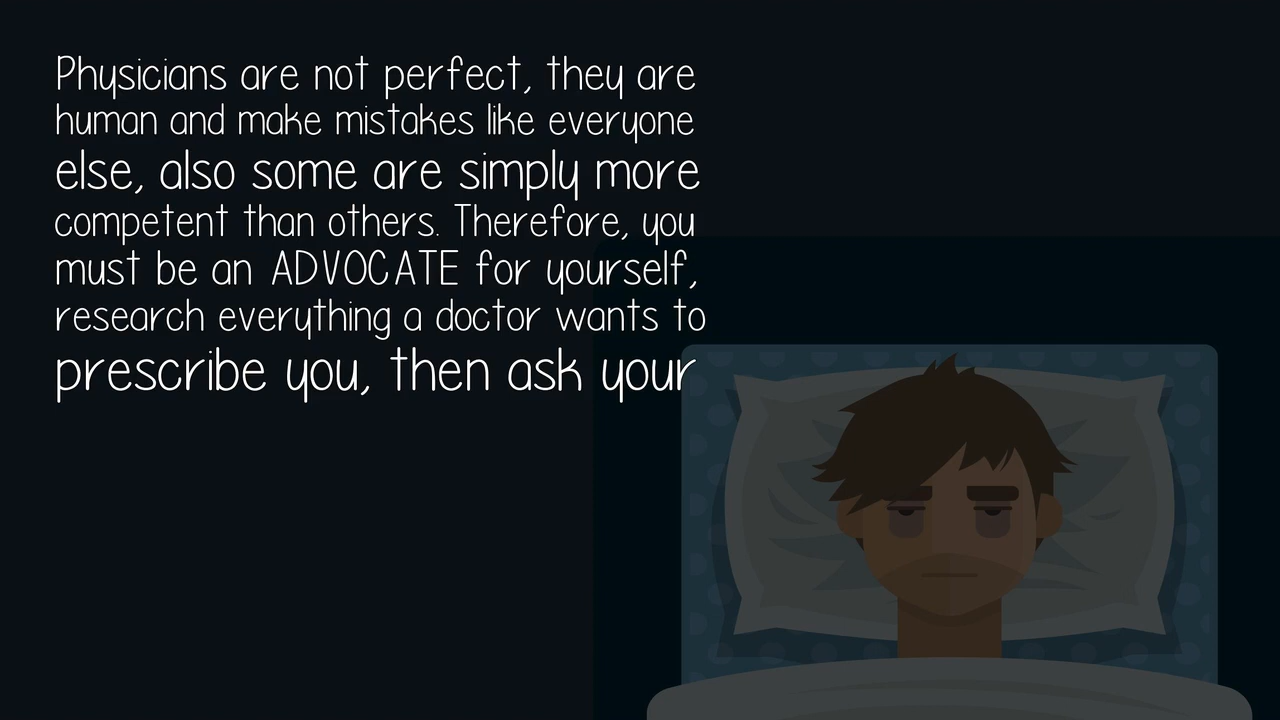 Physicians are not perfect, they are
human and make mistakes like everyone
else, also some are simply more
competent than others. Therefore, you
must be an ADVOCATE for yourself,
research everything a doctor wants to
prescribe you, then ask your